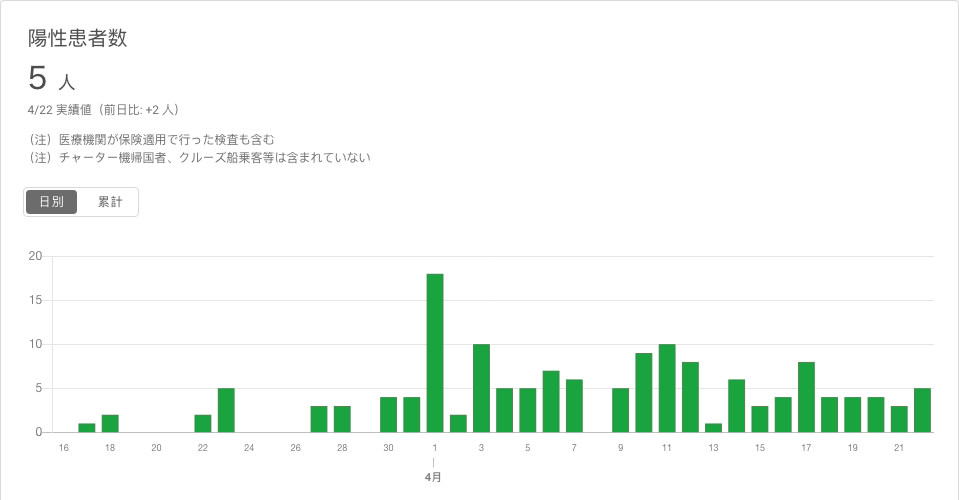 陽性患者数
5 人
4/22 実績値（前日比: +2 人）
（注）医療機関が保険適用で行った検査も含む
（注）チャーター機帰国者、クルーズ船乗客等は含まれていない
日別 累計
20
15
10
5
0
16 18 20 22 24 26 28 30 1 3 5 7 9 11 13 15 17 19 21
4月